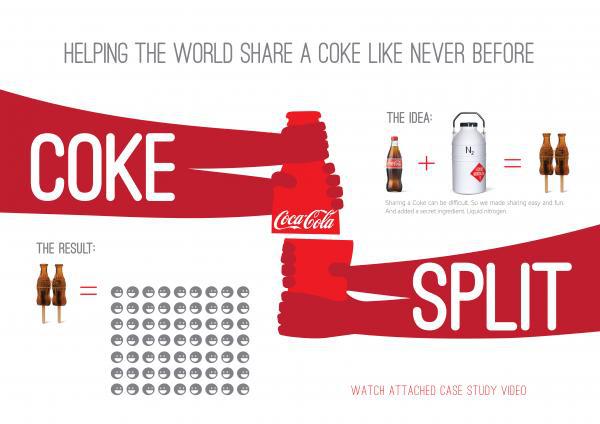 HELPING THE WORLD SHARE A COKE LIKE NEVER BEFORE
COKE
THE IDEA:
N2
Sharing a Coke can be difficult. So we made sharing easy and fun.
And added a secret ingredient. Liquid nitrogen.
Coca-Cola
THE RESULT:
SPLIT
WATCH ATTACHED CASE STUDY VIDEO